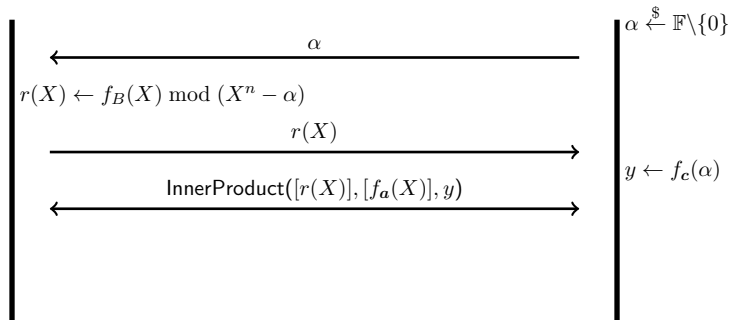 α ←$ 𝔽\{0}
α
r(X) ← f_B(X) mod (X^n − α)
r(X)
y ← f_c(α)
InnerProduct([r(X)], [f_a(X)], y)